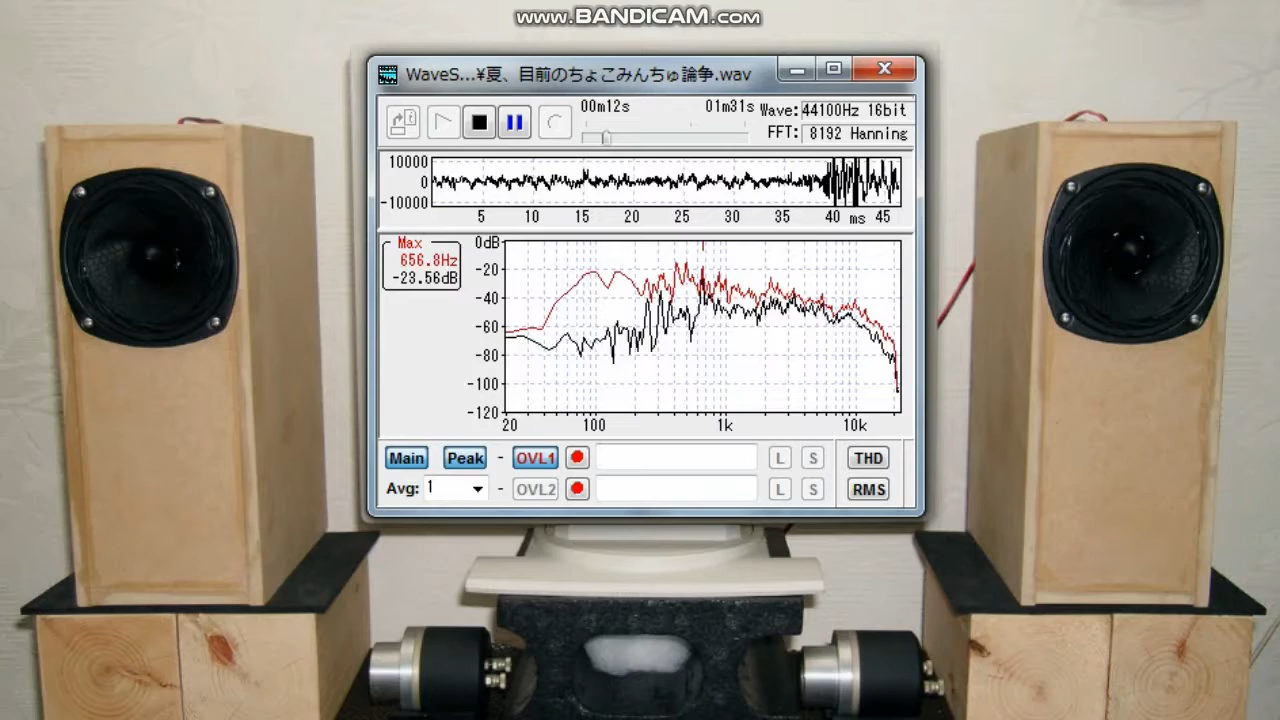 www.BANDICAM.com
WaveS...¥夏、目前のちょこみんちゅ論争.wav
00m12s 01m31s Wave: 44100Hz 16bit
FFT: 8192 Hanning
10000
0
-10000
5 10 15 20 25 30 35 40 ms 45
Max
656.8Hz
-23.56dB
0dB
-20
-40
-60
-80
-100
-120
20 100 1k 10k
Main Peak - OVL1 L S THD
Avg: 1 - OVL2 L S RMS